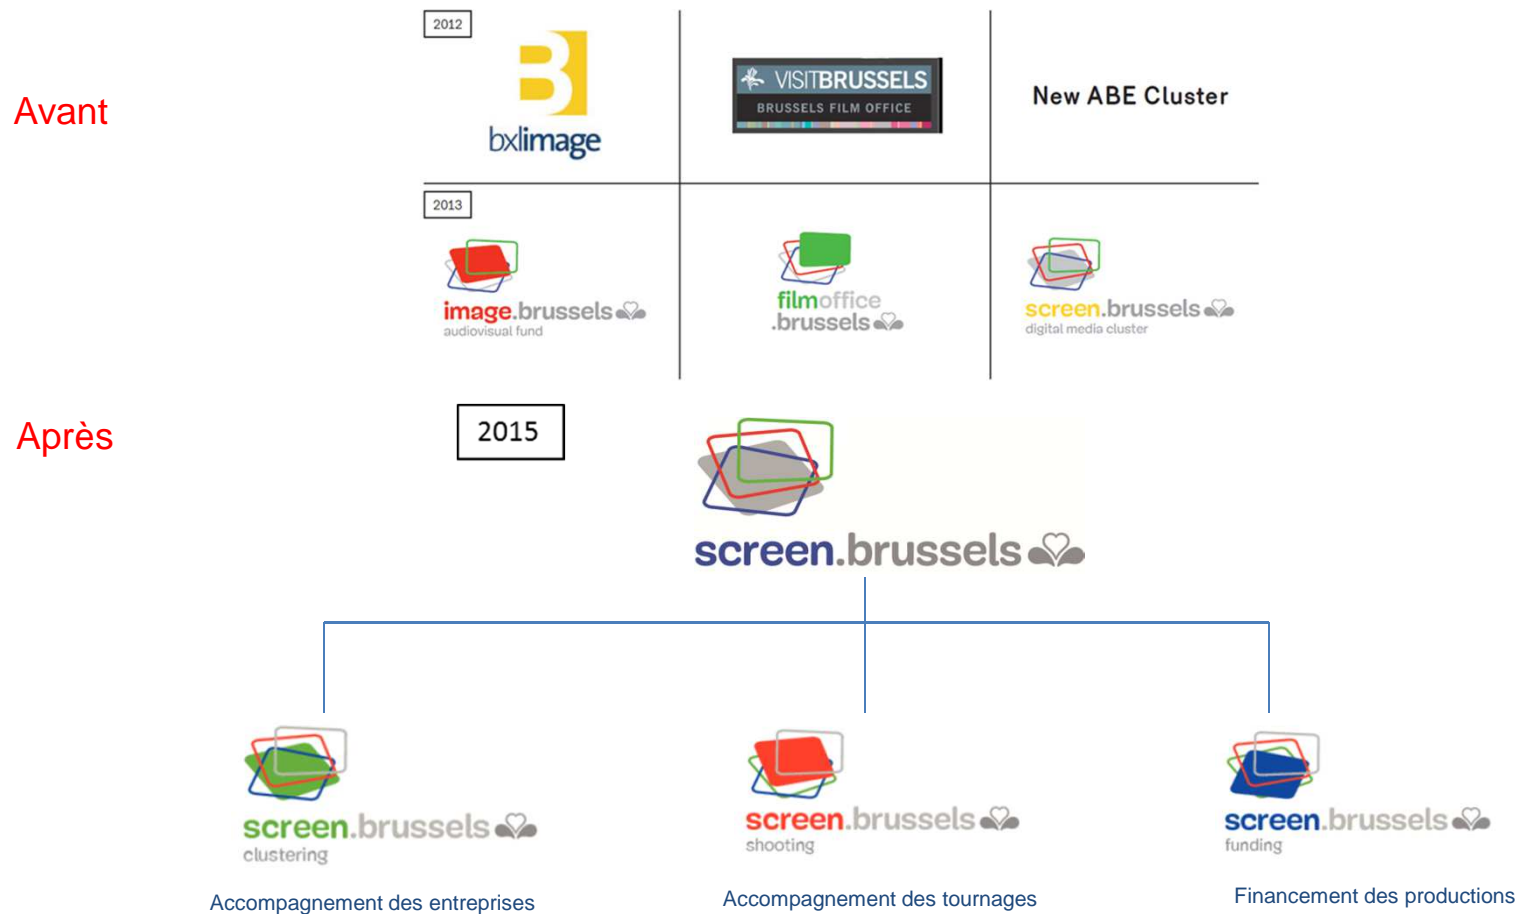 Avant
2012
B
bxlimage
VISITBRUSSELS
BRUSSELS FILM OFFICE
New ABE Cluster
2013
image.brussels
audiovisual fund
filmoffice
.brussels
screen.brussels
digital media cluster
Après
2015
screen.brussels
screen.brussels
clustering
Accompagnement des entreprises
screen.brussels
shooting
Accompagnement des tournages
screen.brussels
funding
Financement des productions